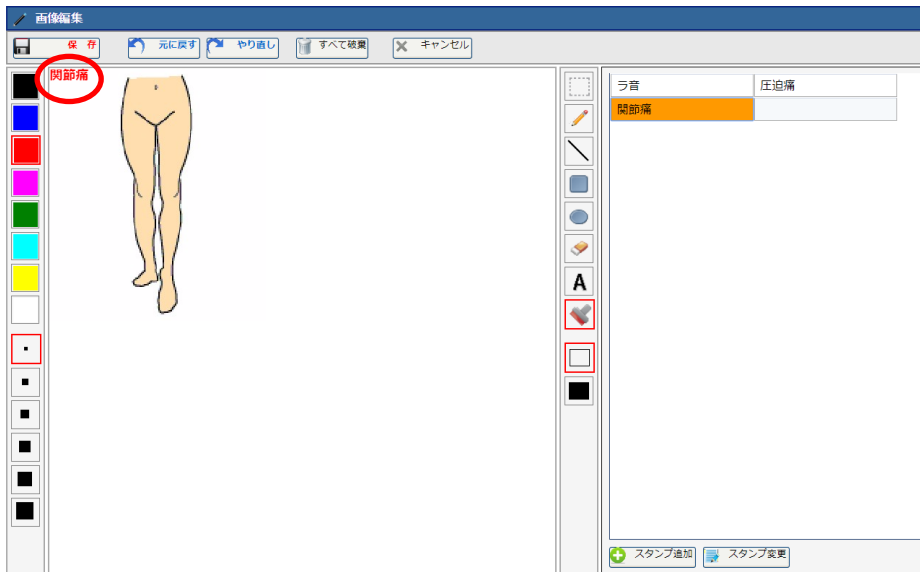 画像編集
保 存
元に戻す
やり直し
すべて破棄
キャンセル
関節痛
ラ音
圧迫痛
関節痛
A
スタンプ追加
スタンプ変更